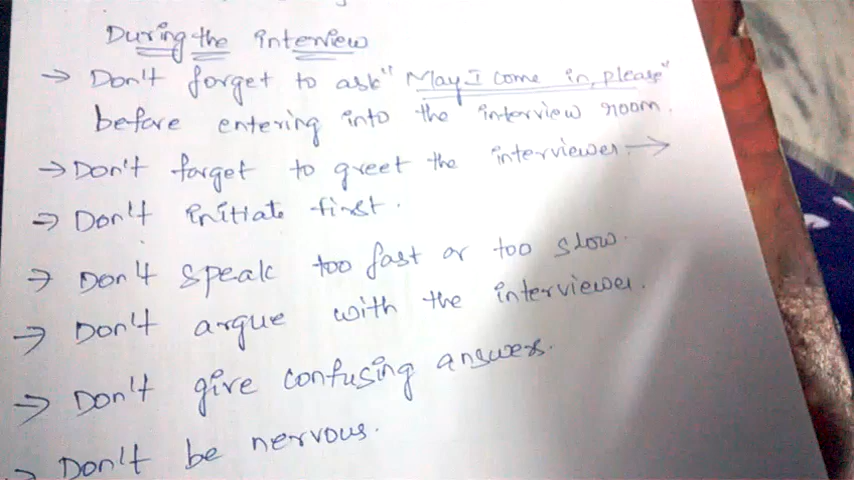 During the interview
→ Don't forget to ask "May I come in, please"
before entering into the interview room.
→ Don't forget to greet the interviewer →
→ Don't initiate first.
→ Don't speak too fast or too slow.
→ Don't argue with the interviewer.
→ Don't give confusing answers.
→ Don't be nervous.